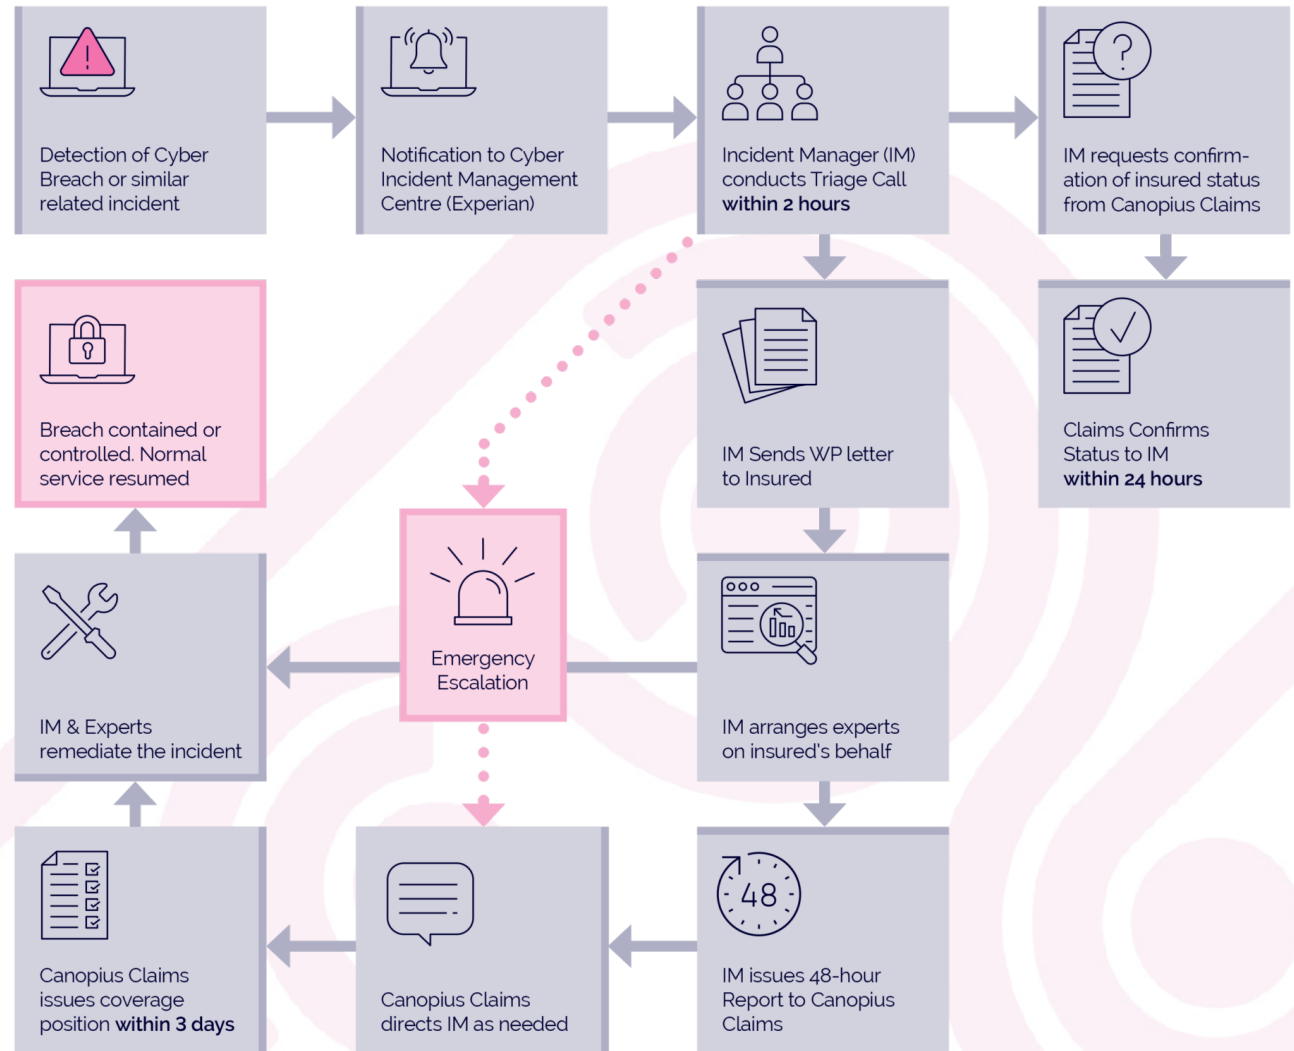 Detection of Cyber
Breach or similar
related incident
Notification to Cyber
Incident Management
Centre (Experian)
Incident Manager (IM)
conducts Triage Call
within 2 hours
IM requests confirm-
ation of insured status
from Canopius Claims
Breach contained or
controlled. Normal
service resumed
IM Sends WP letter
to Insured
Claims Confirms
Status to IM
within 24 hours
Emergency
Escalation
IM & Experts
remediate the incident
IM arranges experts
on insured's behalf
Canopius Claims
issues coverage
position within 3 days
Canopius Claims
directs IM as needed
48
IM issues 48-hour
Report to Canopius
Claims